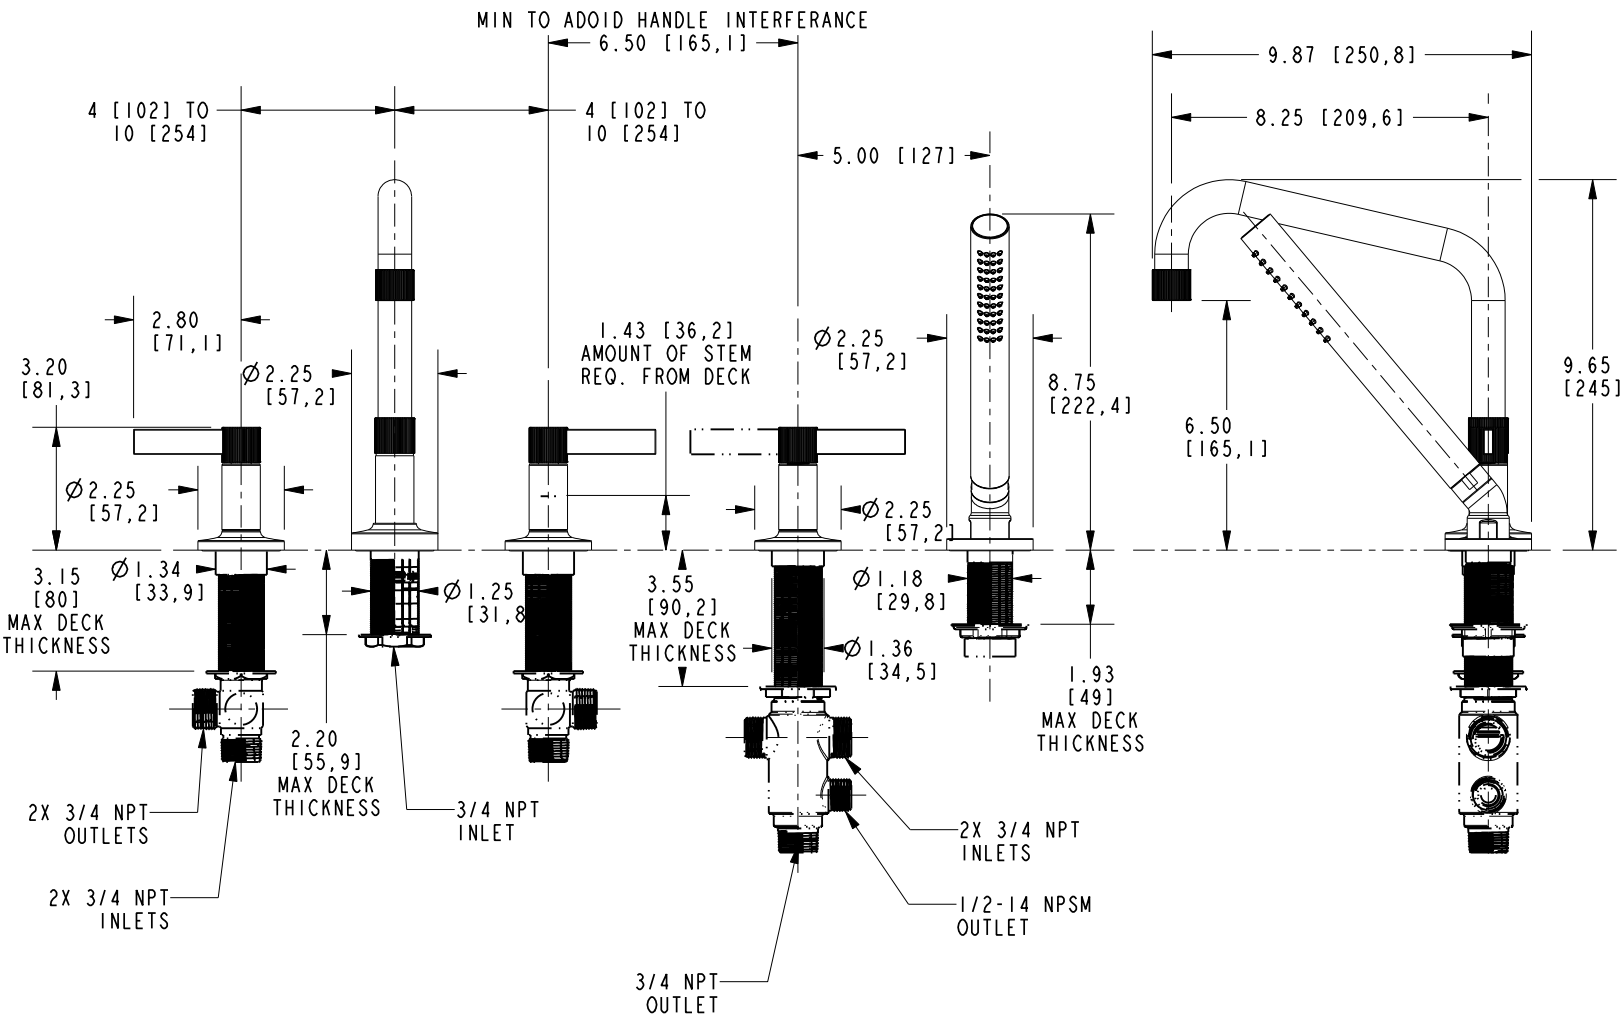 MIN TO ADOID HANDLE INTERFERANCE
6.50 [165,1]
9.87 [250,8]
4 [102] TO
10 [254]
4 [102] TO
10 [254]
8.25 [209,6]
5.00 [127]
2.80
[71,1]
1.43 [36,2]
AMOUNT OF STEM
REQ. FROM DECK
Ø2.25
[57,2]
3.20
[81,3]
Ø2.25
[57,2]
8.75
[222,4]
9.65
[245]
6.50
[165,1]
Ø2.25
[57,2]
L
Ø2.25
[57,2]
3.15
[80]
MAX DECK
THICKNESS
Ø1.34
[33,9]
Ø1.25
[31,8
3.55
[90,2]
MAX DECK
THICKNESS
Ø1.18
[29,8]
Ø1.36
[34,5]
1.93
[49]
MAX DECK
THICKNESS
2.20
[55,9]
MAX DECK
THICKNESS
2X 3/4 NPT
OUTLETS
3/4 NPT
INLET
2X 3/4 NPT
INLETS
2X 3/4 NPT
INLETS
1/2-14 NPSM
OUTLET
3/4 NPT
OUTLET